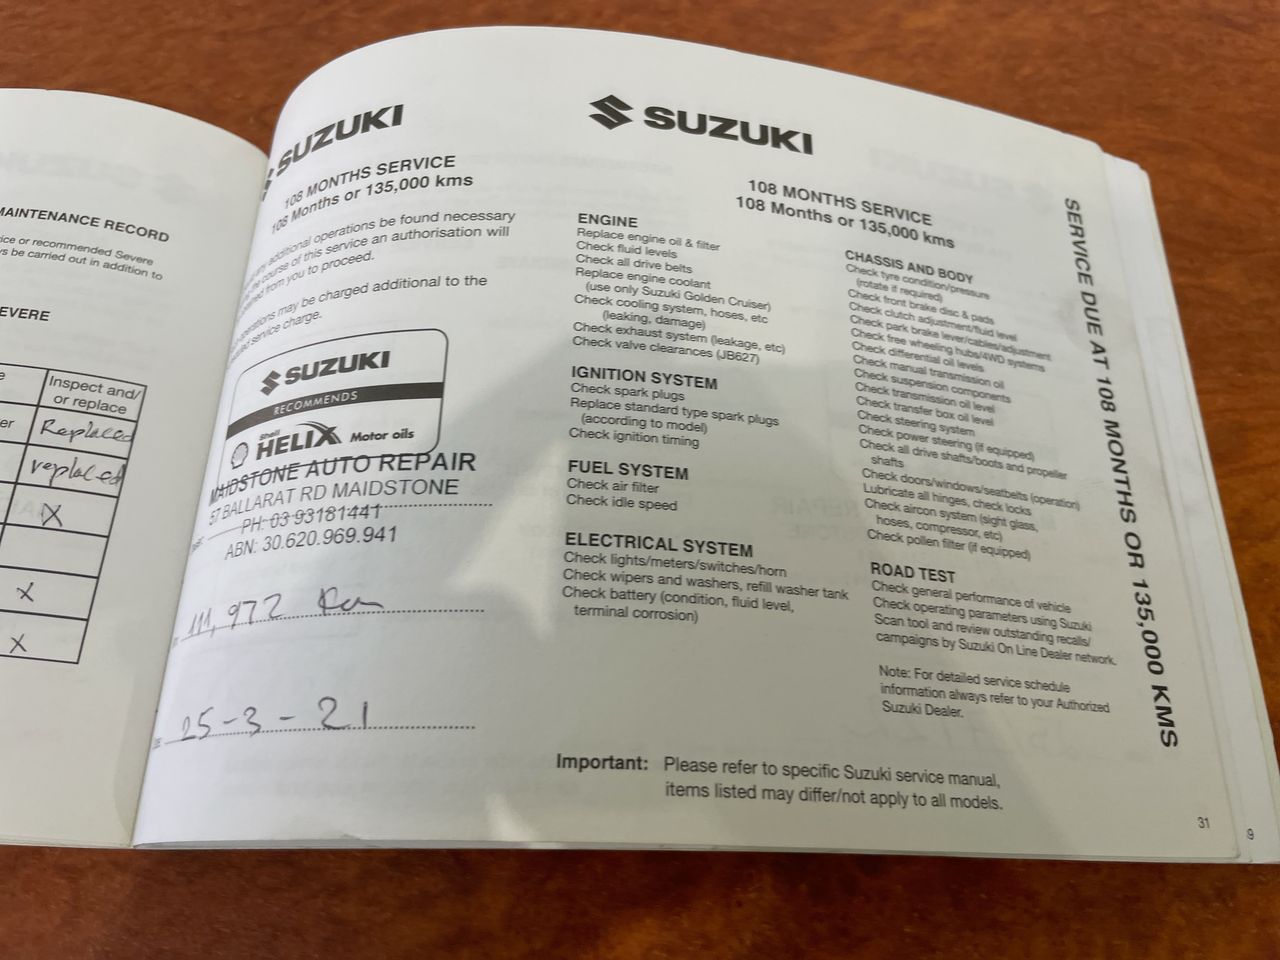 MAINTENANCE RECORD
or recommended Severe
be carried out in addition to
Inspect and/
or replace
Replaced
replaced
X
X
X
SUZUKI
108 MONTHS SERVICE
108 Months or 135,000 kms
any additional operations be found necessary
the course of this service an authorisation will
from you to proceed.
operations may be charged additional to the
service charge.
SUZUKI
RECOMMENDS
Shell
HELIX Motor oils
MAIDSTONE AUTO REPAIR
57 BALLARAT RD MAIDSTONE
PH: 03 93181441
ABN: 30.620.969.941
111,972 Km
25-3-21
SUZUKI
108 MONTHS SERVICE
108 Months or 135,000 kms
ENGINE
Replace engine oil & filter
Check fluid levels
Check all drive belts
Replace engine coolant
(use only Suzuki Golden Cruiser)
Check cooling system, hoses, etc
(leaking, damage)
Check exhaust system (leakage, etc)
Check valve clearances (JB627)
IGNITION SYSTEM
Check spark plugs
Replace standard type spark plugs
(according to model)
Check ignition timing
FUEL SYSTEM
Check air filter
Check idle speed
ELECTRICAL SYSTEM
Check lights/meters/switches/horn
Check wipers and washers, refill washer tank
Check battery (condition, fluid level,
terminal corrosion)
CHASSIS AND BODY
Check tyre condition/pressure
(rotate if required)
Check front brake disc & pads
Check clutch adjustment/fluid level
Check park brake lever/cables/adjustment
Check free wheeling hubs/4WD systems
Check differential oil levels
Check manual transmission oil
Check suspension components
Check transmission oil level
Check transfer box oil level
Check steering system
Check power steering (if equipped)
Check all drive shafts/boots and propeller
shafts
Check doors/windows/seatbelts (operation)
Lubricate all hinges, check locks
Check aircon system (sight glass,
hoses, compressor, etc)
Check pollen filter (if equipped)
ROAD TEST
Check general performance of vehicle
Check operating parameters using Suzuki
Scan tool and review outstanding recalls/
campaigns by Suzuki On Line Dealer network.
Note: For detailed service schedule
information always refer to your Authorized
Suzuki Dealer.
Important: Please refer to specific Suzuki service manual,
items listed may differ/not apply to all models.
SERVICE DUE AT 108 MONTHS OR 135,000 KMS
31
9